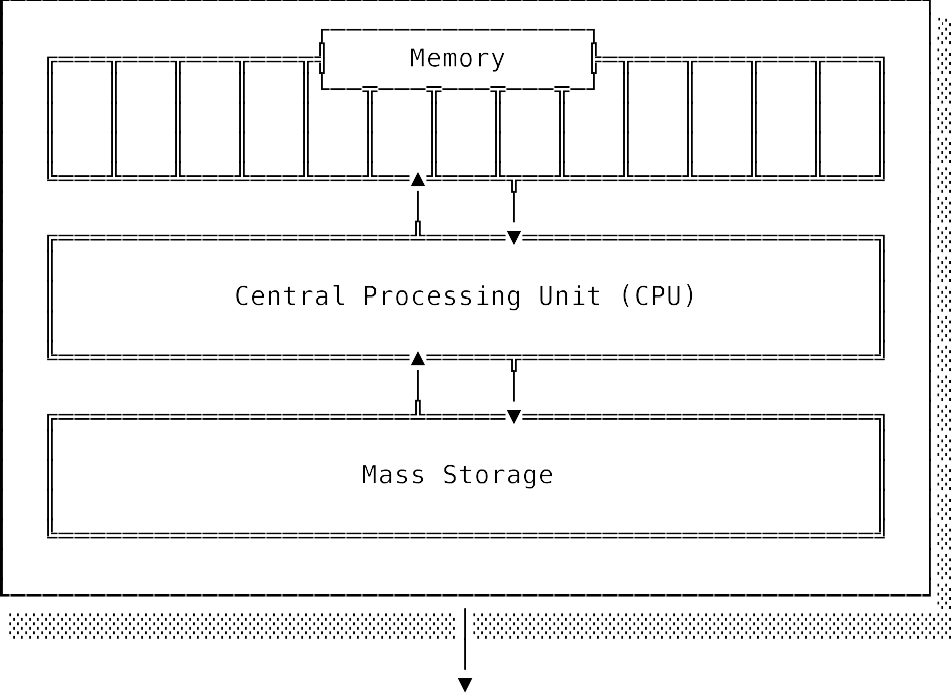 Memory
Central Processing Unit (CPU)
Mass Storage